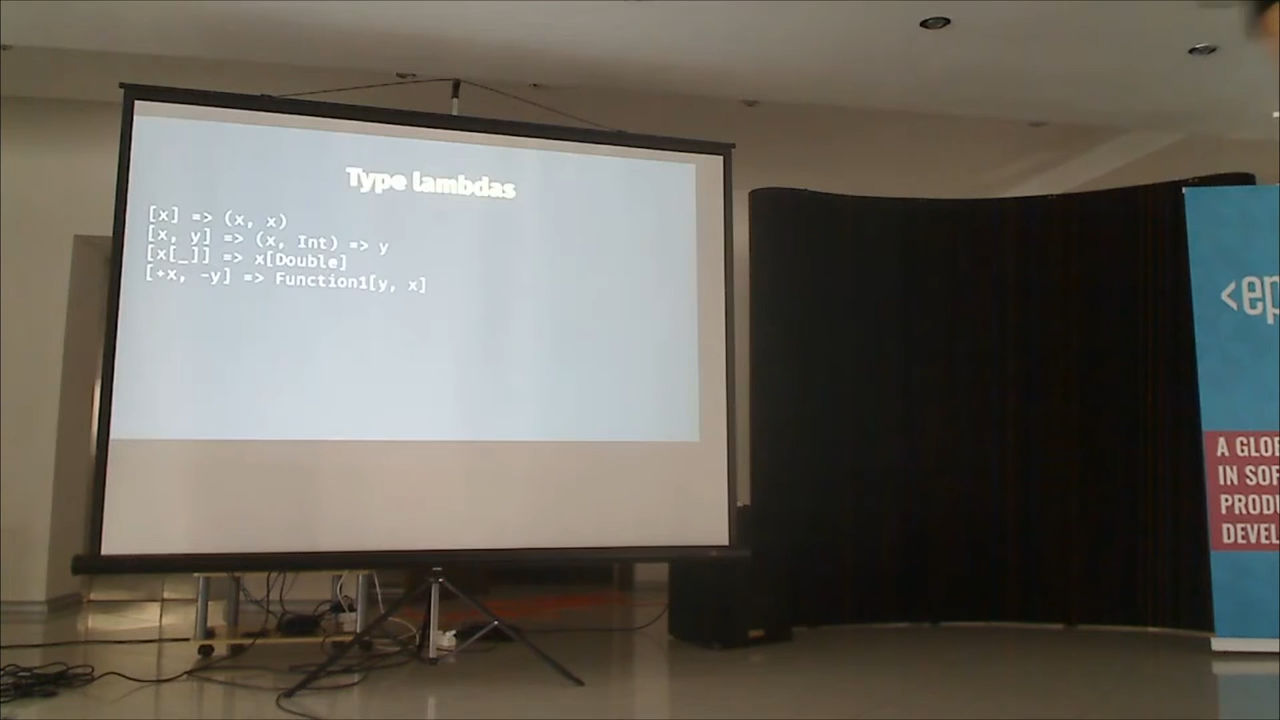 Type lambdas
[x] => (x, x)
[x, y] => (x, Int) => y
[x[_]] => x[Double]
[+x, -y] => Function1[y, x]
<ep
A GLO
IN SOF
PRODU
DEVEL